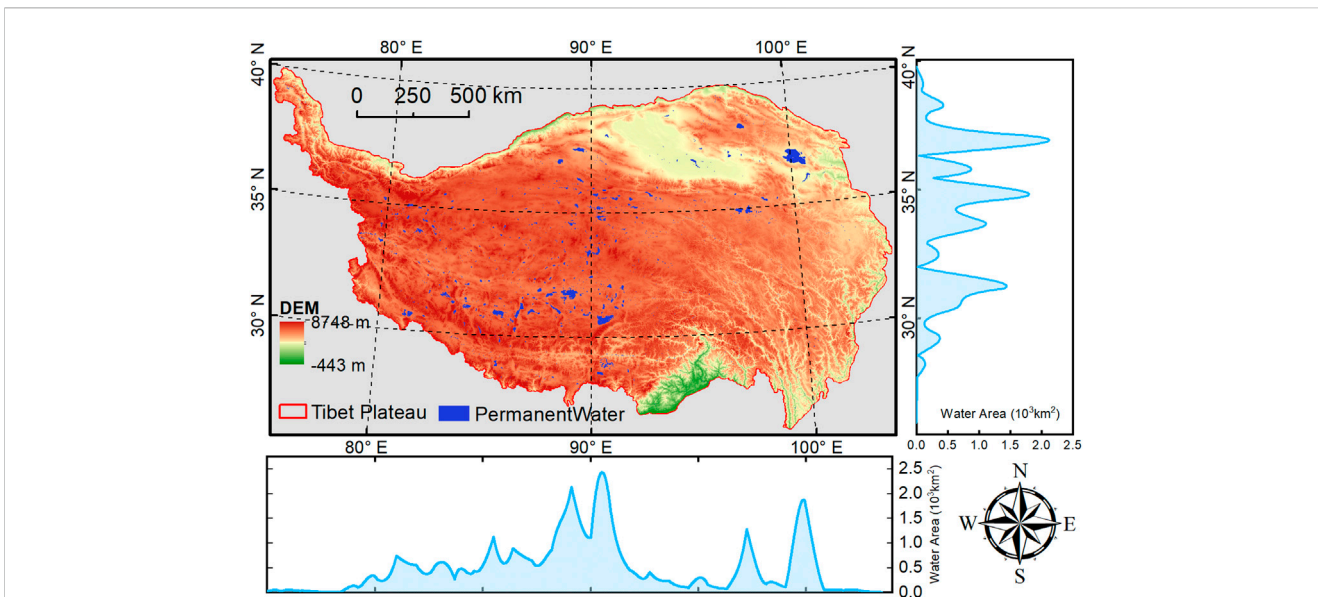 80° E 90° E 100° E
40° N
35° N
30° N
0 250 500 km
DEM
8748 m
-443 m
Tibet Plateau
PermanentWater
80° E 90° E 100° E
40° N
35° N
30° N
Water Area (10³km²)
0.0 0.5 1.0 1.5 2.0 2.5
2.5
2.0
1.5
1.0
0.5
0.0
Water Area (10³km²)
N
W E
S